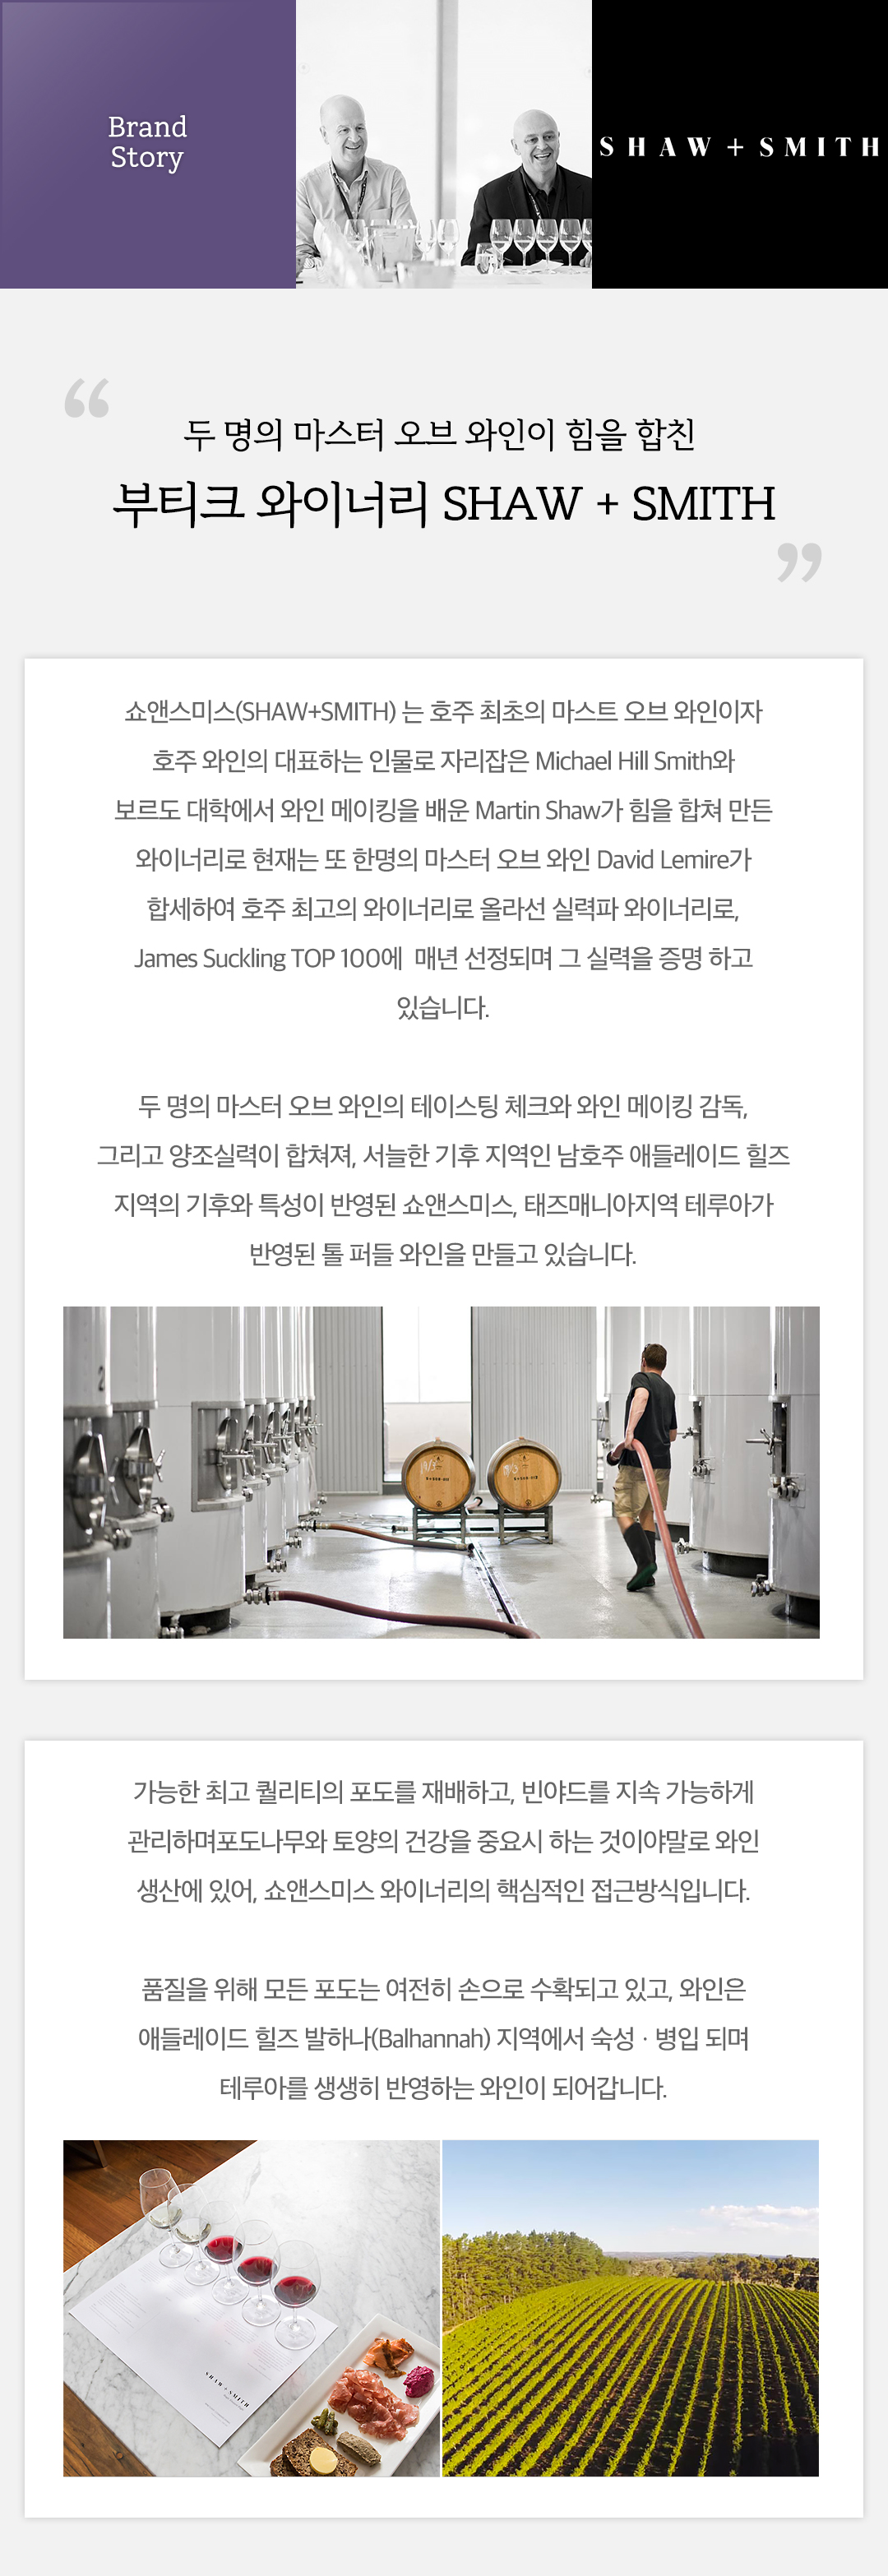 Brand
Story
SHAW + SMITH
“
두 명의 마스터 오브 와인이 힘을 합친
부티크 와이너리 SHAW + SMITH
”
쇼앤스미스(SHAW+SMITH) 는 호주 최초의 마스트 오브 와인이자
호주 와인의 대표하는 인물로 자리잡은 Michael Hill Smith와
보르도 대학에서 와인 메이킹을 배운 Martin Shaw가 힘을 합쳐 만든
와이너리로 현재는 또 한명의 마스터 오브 와인 David Lemire가
합세하여 호주 최고의 와이너리로 올라선 실력파 와이너리로,
James Suckling TOP 100에 매년 선정되며 그 실력을 증명 하고
있습니다.
두 명의 마스터 오브 와인의 테이스팅 체크와 와인 메이킹 감독,
그리고 양조실력이 합쳐져, 서늘한 기후 지역인 남호주 애들레이드 힐즈
지역의 기후와 특성이 반영된 쇼앤스미스, 태즈매니아지역 테루아가
반영된 톨 퍼들 와인을 만들고 있습니다.
가능한 최고 퀄리티의 포도를 재배하고, 빈야드를 지속 가능하게
관리하며포도나무와 토양의 건강을 중요시 하는 것이야말로 와인
생산에 있어, 쇼앤스미스 와이너리의 핵심적인 접근방식입니다.
품질을 위해 모든 포도는 여전히 손으로 수확되고 있고, 와인은
애들레이드 힐즈 발하나(Balhannah) 지역에서 숙성 · 병입 되며
테루아를 생생히 반영하는 와인이 되어갑니다.
SHAW + SMITH